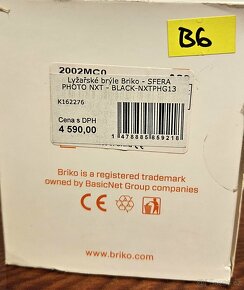 B6
2002MC0
Lyžařské brýle Briko - SFERA
PHOTO NXT - BLACK-NXTPHG13
K162276
Cena s DPH
4 590,00
1478885859218
Briko is a registered trademark
owned by BasicNet Group companies
CE
www.briko.com